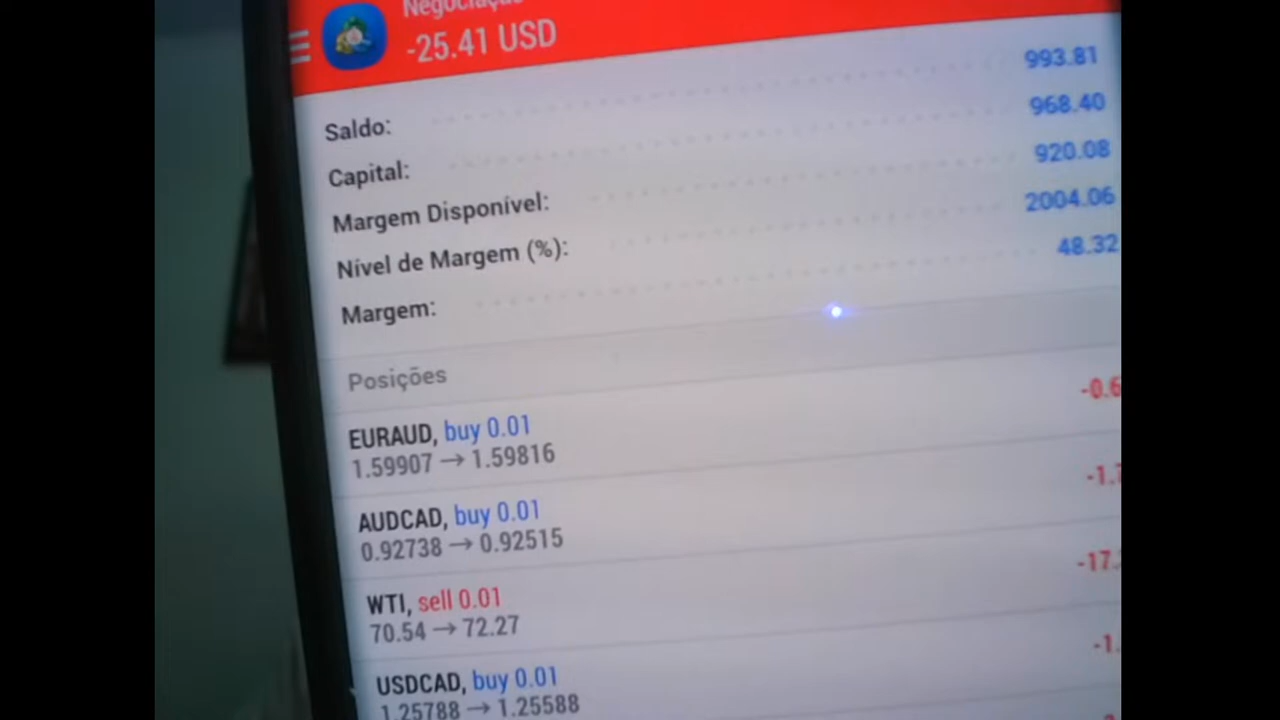 Negociação
-25.41 USD
Saldo: 993.81
Capital: 968.40
Margem Disponível: 920.08
Nível de Margem (%): 2004.06
Margem: 48.32
Posições
EURAUD, buy 0.01
1.59907 → 1.59816
AUDCAD, buy 0.01
0.92738 → 0.92515
WTI, sell 0.01
70.54 → 72.27
USDCAD, buy 0.01
1.25788 → 1.25588